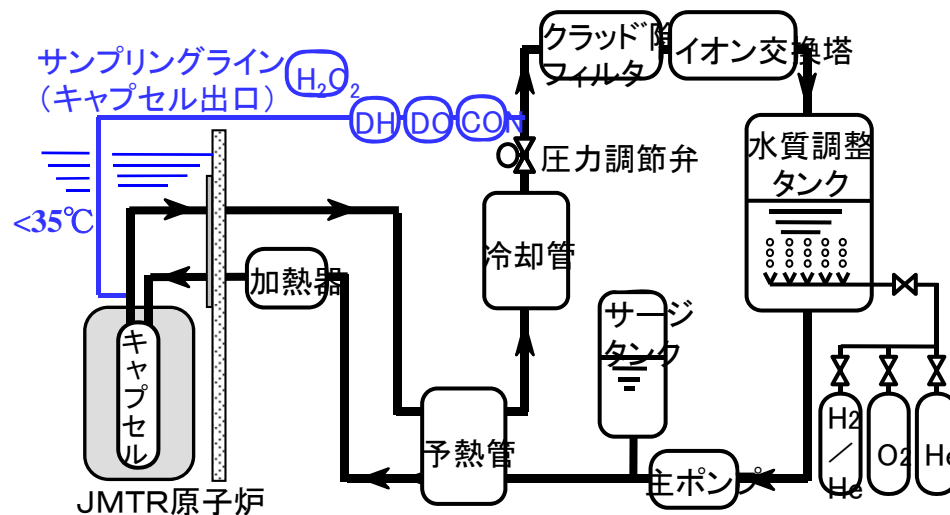 サンプリングライン
（キャプセル出口）
H2O2
DH
DO
CON
<35℃
クラッド除
フィルタ
イオン交換塔
圧力調節弁
水質調整
タンク
冷却管
加熱器
サージ
タンク
キャプセル
予熱管
主ポンプ
H2
／
He
O2
He
JMTR原子炉